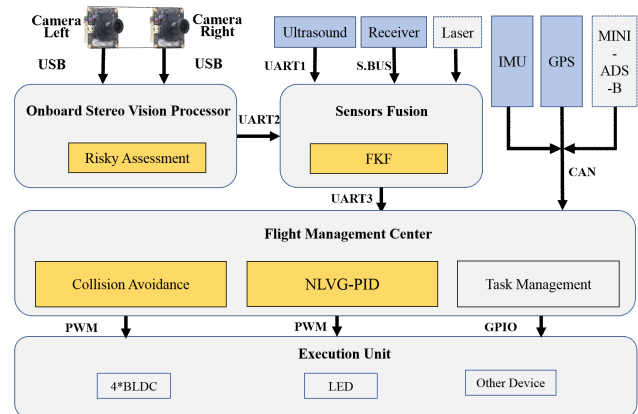 Camera
Left
Camera
Right
USB
USB
Ultrasound
Receiver
Laser
UART1
S.BUS
IMU
GPS
MINI
-
ADS
-B
Onboard Stereo Vision Processor
Risky Assessment
UART2
Sensors Fusion
FKF
UART3
CAN
Flight Management Center
Collision Avoidance
NLVG-PID
Task Management
PWM
PWM
GPIO
Execution Unit
4*BLDC
LED
Other Device